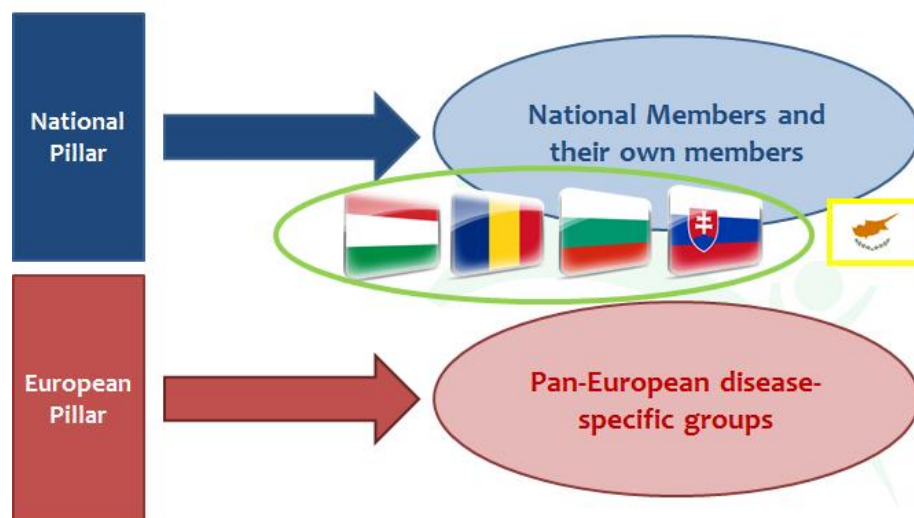 National
Pillar
National Members and
their own members
European
Pillar
Pan-European disease-
specific groups